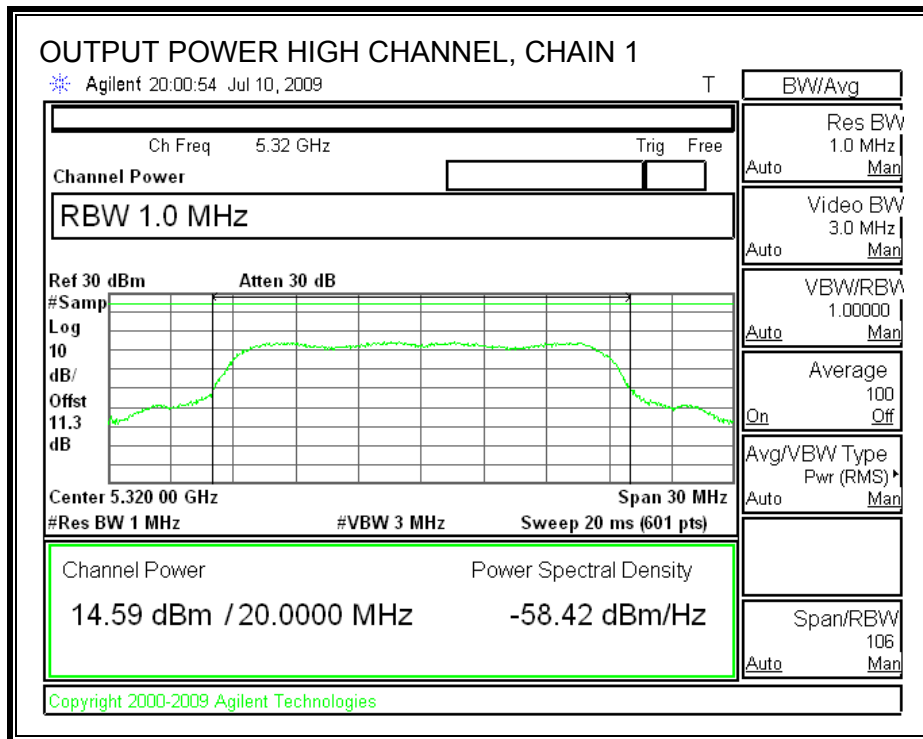 OUTPUT POWER HIGH CHANNEL, CHAIN 1
Agilent 20:00:54 Jul 10, 2009 T
Ch Freq 5.32 GHz Trig Free
Channel Power
RBW 1.0 MHz
Ref 30 dBm Atten 30 dB
#Samp
Log
10
dB/
Offst
11.3
dB
Center 5.320 00 GHz Span 30 MHz
#Res BW 1 MHz #VBW 3 MHz Sweep 20 ms (601 pts)
Channel Power Power Spectral Density
14.59 dBm / 20.0000 MHz -58.42 dBm/Hz
Copyright 2000-2009 Agilent Technologies
BW/Avg
Res BW
1.0 MHz
Auto Man
Video BW
3.0 MHz
Auto Man
VBW/RBW
1.00000
Auto Man
Average
100
On Off
Avg/VBW Type
Pwr (RMS)
Auto Man
Span/RBW
106
Auto Man